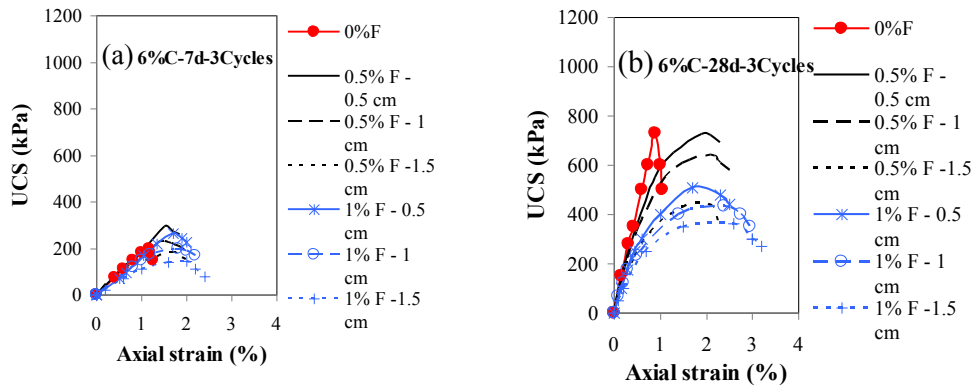 1200
1000
800
600
400
200
0
UCS (kPa)
(a) 6%C-7d-3Cycles
0 1 2 3 4
Axial strain (%)
0%F
0.5% F -
0.5 cm
0.5% F - 1
cm
0.5% F -1.5
cm
1% F - 0.5
cm
1% F - 1
cm
1% F -1.5
cm
1200
1000
800
600
400
200
0
UCS (kPa)
(b) 6%C-28d-3Cycles
0 1 2 3 4
Axial strain (%)
0%F
0.5% F -
0.5 cm
0.5% F - 1
cm
0.5% F -1.5
cm
1% F - 0.5
cm
1% F - 1
cm
1% F -1.5
cm